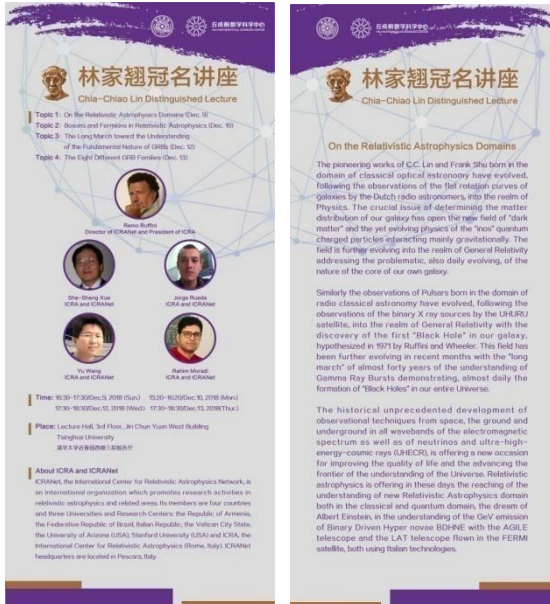 丘成桐数学科学中心
YAU MATHEMATICAL SCIENCES CENTER
林家翘冠名讲座
Chia-Chiao Lin Distinguished Lecture
Topic 1: On the Relativistic Astrophysics Domains (Dec. 9)
Topic 2: Bosons and Fermions in Relativistic Astrophysics (Dec. 10)
Topic 3: The Long March toward the Understanding
of the Fundamental Nature of GRBs (Dec. 12)
Topic 4: The Eight Different GRB Families (Dec. 13)
Remo Ruffini
Director of ICRANet and President of ICRA
She-Sheng Xue
ICRA and ICRANet
Jorge Rueda
ICRA and ICRANet
Yu Wang
ICRA and ICRANet
Rahim Moradi
ICRA and ICRANet
Time: 16:30-17:30/Dec.9, 2018 (Sun.) 15:20-16:20/Dec.10, 2018 (Mon.)
17:30-18:30/Dec.12, 2018 (Wed.) 17:30-18:30/Dec.13, 2018(Thur.)
Place: Lecture Hall, 3rd Floor, Jin Chun Yuan West Building
Tsinghua University
清华大学近春园西楼三层报告厅
About ICRA and ICRANet
ICRANet, the International Center for Relativistic Astrophysics Network, is
an international organization which promotes research activities in
relativistic astrophysics and related areas. Its members are four countries
and three Universities and Research Centers: the Republic of Armenia,
the Federative Republic of Brazil, Italian Republic, the Vatican City State,
the University of Arizona (USA), Stanford University (USA) and ICRA, the
International Center for Relativistic Astrophysics (Rome, Italy). ICRANet
headquarters are located in Pescara, Italy.
丘成桐数学科学中心
YAU MATHEMATICAL SCIENCES CENTER
林家翘冠名讲座
Chia-Chiao Lin Distinguished Lecture
On the Relativistic Astrophysics Domains
The pioneering works of C.C. Lin and Frank Shu born in the
domain of classical optical astronomy have evolved,
following the observations of the flet rotation curves of
galaxies by the Dutch radio astronomers, into the realm of
Physics. The crucial issue of determining the matter
distribution of our galaxy has open the new field of "dark
matter" and the yet evolving physics of the "inos" quantum
charged particles interacting mainly gravitationally. The
field is further evolving into the realm of General Relativity
addressing the problematic, also daily evolving, of the
nature of the core of our own galaxy.
Similarly the observations of Pulsars born in the domain of
radio classical astronomy have evolved, following the
observations of the binary X ray sources by the UHURU
satellite, into the realm of General Relativity with the
discovery of the first "Black Hole" in our galaxy,
hypothesized in 1971 by Ruffini and Wheeler. This field has
been further evolving in recent months with the "long
march" of almost forty years of the understanding of
Gamma Ray Bursts demonstrating, almost daily the
formation of "Black Holes" in our entire Universe.
The historical unprecedented development of
observational techniques from space, the ground and
underground in all wavebands of the electromagnetic
spectrum as well as of neutrinos and ultra-high-
energy-cosmic rays (UHECR), is offering a new occasion
for improving the quality of life and the advancing the
frontier of the understanding of the Universe. Relativistic
astrophysics is offering in these days the reaching of the
understanding of new Relativistic Astrophysics domain
both in the classical and quantum domain, the dream of
Albert Einstein, in the understanding of the GeV emission
of Binary Driven Hyper novae BDHNE with the AGILE
telescope and the LAT telescope flown in the FERMI
satellite, both using Italian technologies.